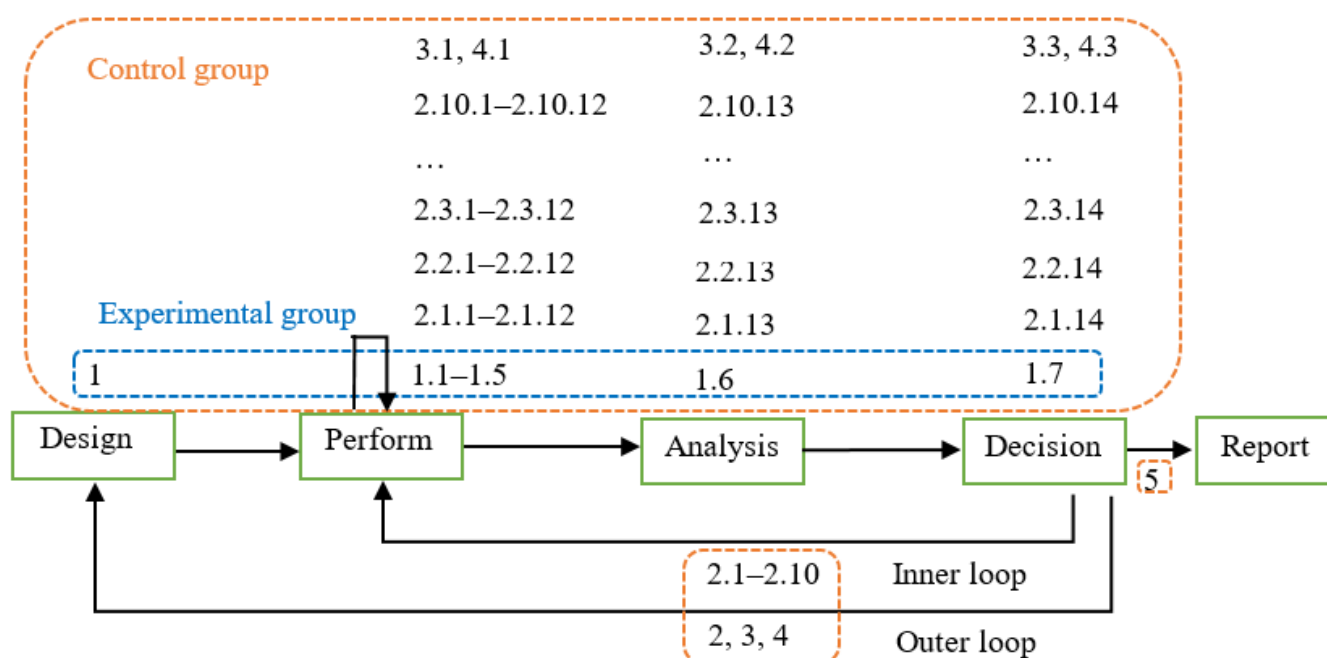 3.1, 4.1 3.2, 4.2 3.3, 4.3
Control group
2.10.1–2.10.12 2.10.13 2.10.14
… … …
2.3.1–2.3.12 2.3.13 2.3.14
2.2.1–2.2.12 2.2.13 2.2.14
Experimental group 2.1.1–2.1.12 2.1.13 2.1.14
1 1.1–1.5 1.6 1.7
Design Perform Analysis Decision Report
5
2.1–2.10 Inner loop
2, 3, 4 Outer loop